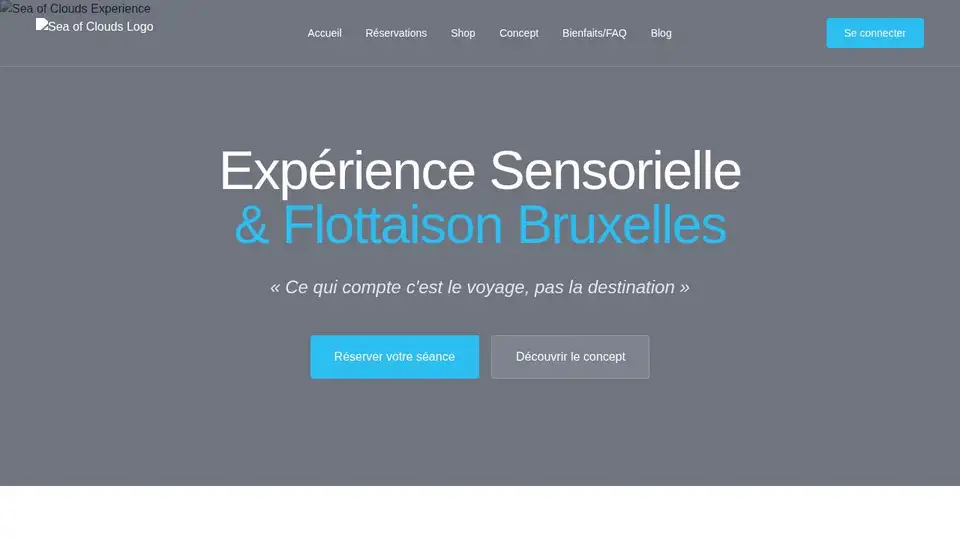 Sea of Clouds Experience
Sea of Clouds Logo
Accueil
Réservations
Shop
Concept
Bienfaits/FAQ
Blog
Se connecter
Expérience Sensorielle
& Flottaison Bruxelles
« Ce qui compte c'est le voyage, pas la destination »
Réserver votre séance
Découvrir le concept